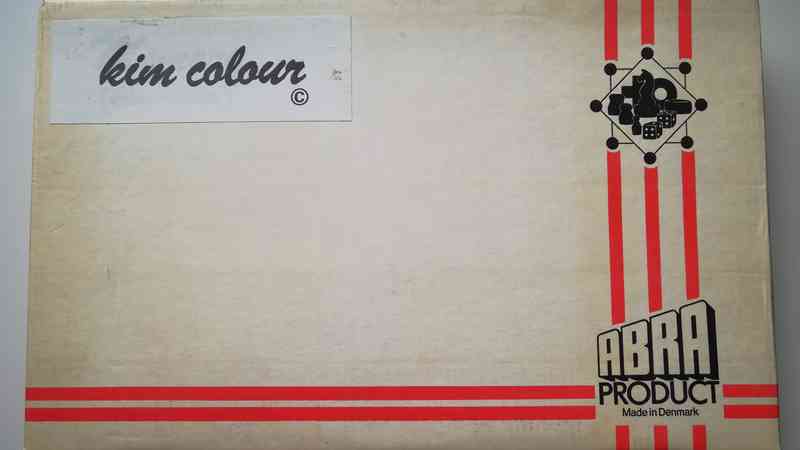 kim colour
©
ABRA
PRODUCT
Made in Denmark